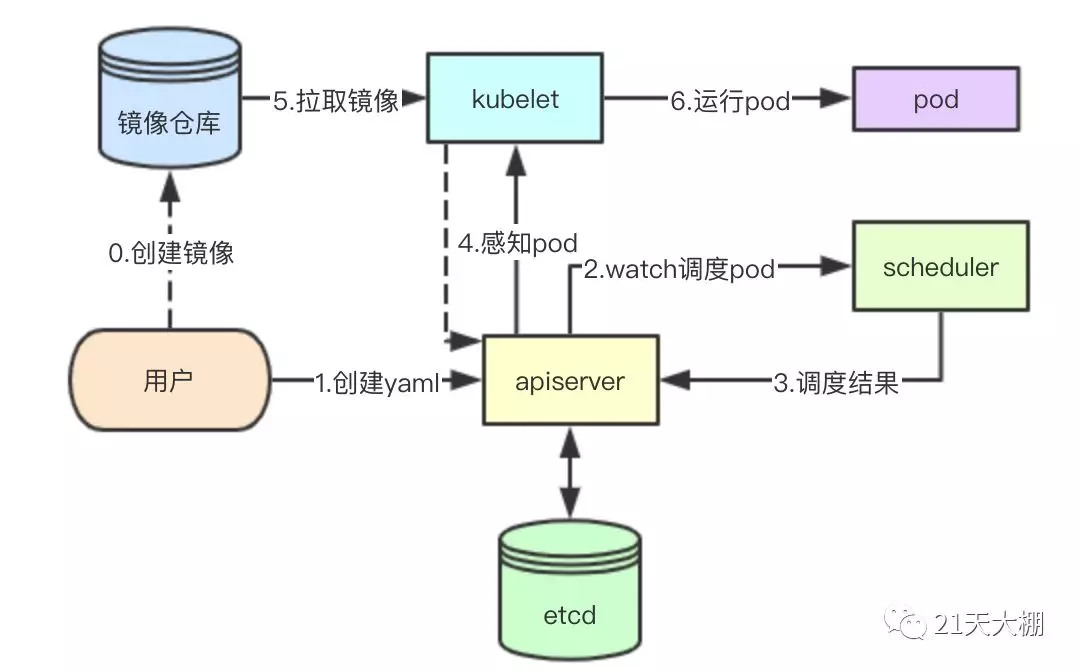 镜像仓库
5.拉取镜像
kubelet
6.运行pod
pod
0.创建镜像
4.感知pod
2.watch调度pod
scheduler
用户
1.创建yaml
apiserver
3.调度结果
etcd
21天大棚